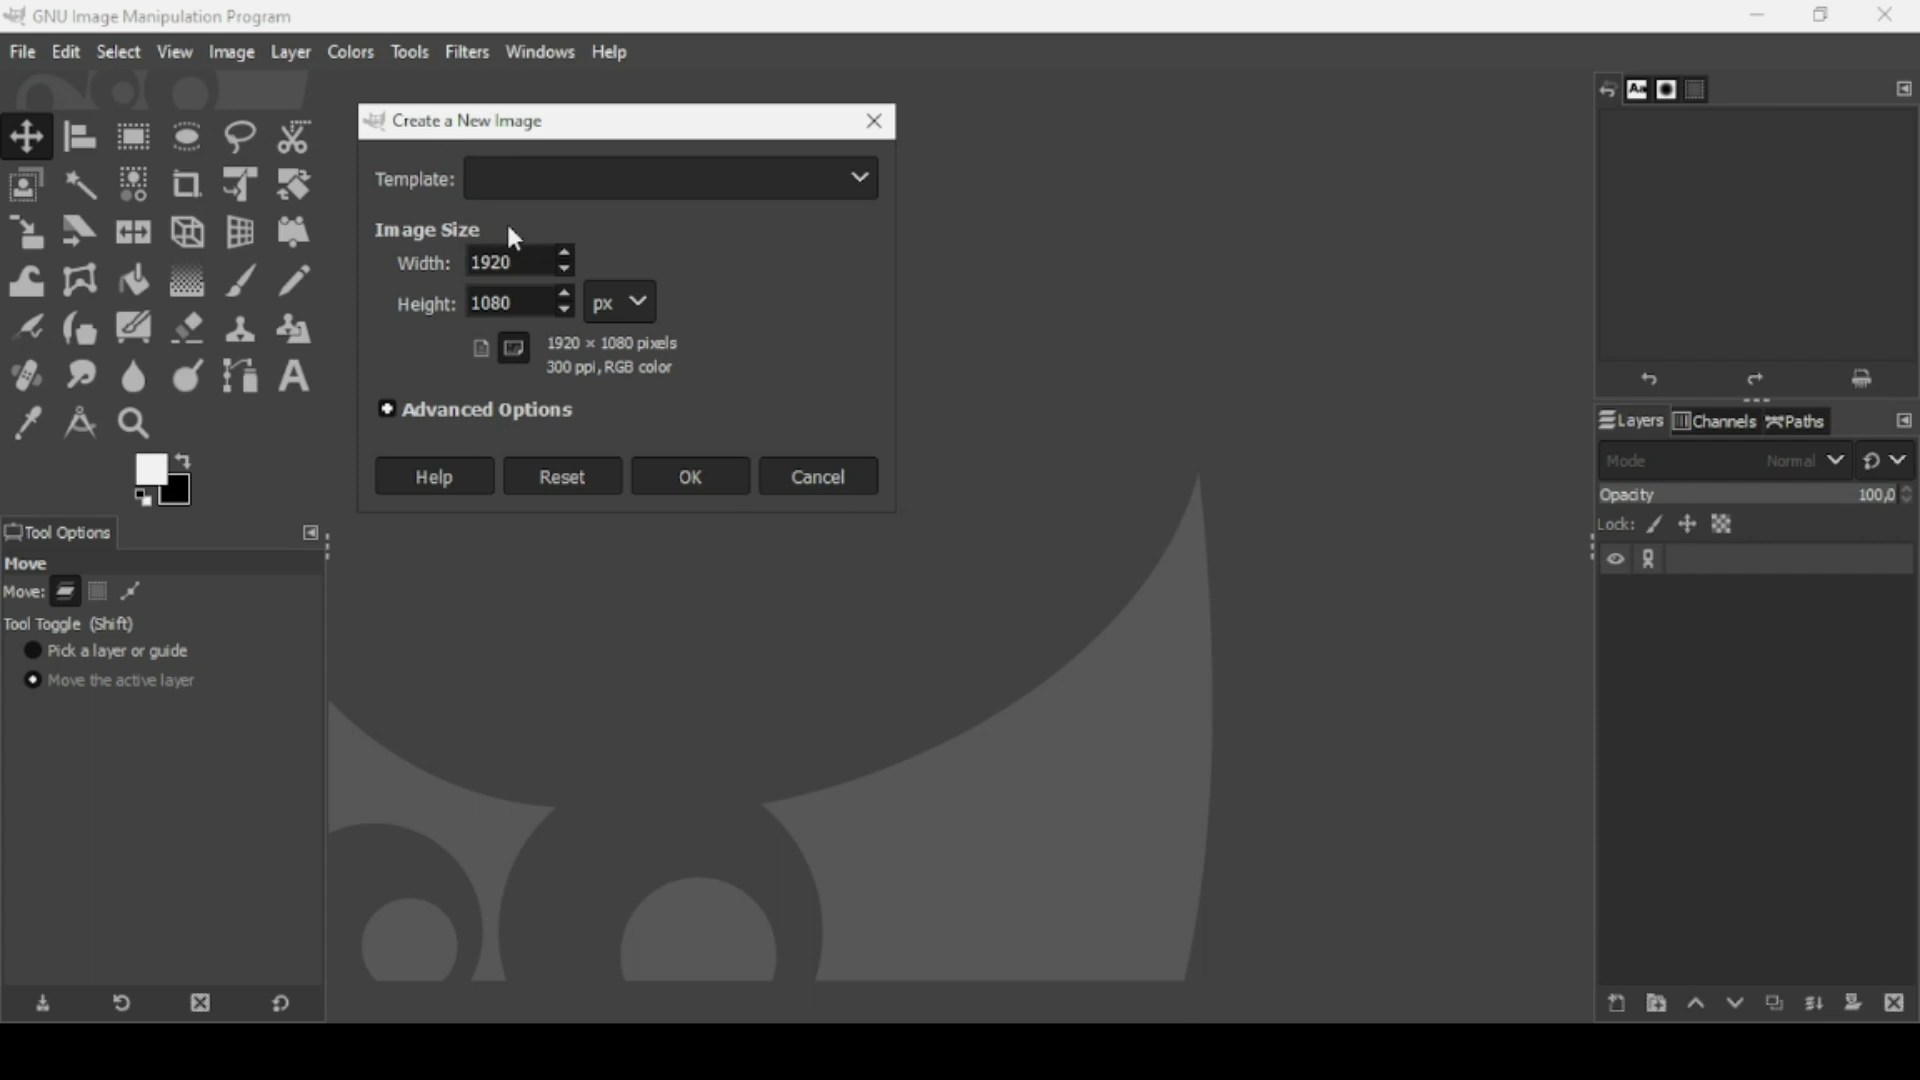 GNU Image Manipulation Program
File Edit Select View Image Layer Colors Tools Filters Windows Help
Create a New Image
Template:
Image Size
Width: 1920
Height: 1080 px
1920 × 1080 pixels
300 ppi, RGB color
Advanced Options
Help Reset OK Cancel
Tool Options
Move
Move:
Tool Toggle (Shift)
Pick a layer or guide
Move the active layer
Layers Channels Paths
Mode Normal
Opacity 100,0
Lock: